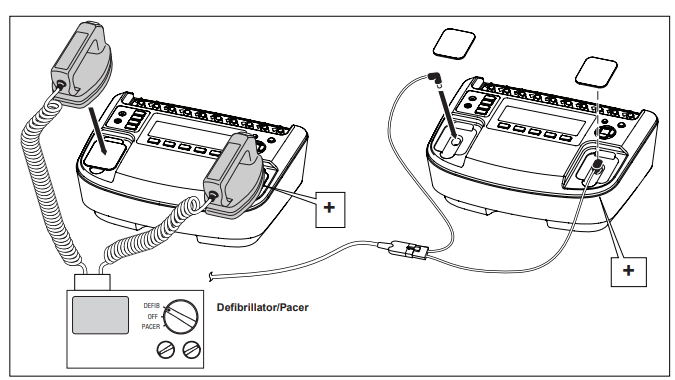 +
+
DEFIB
OFF
PACER
Defibrillator/Pacer